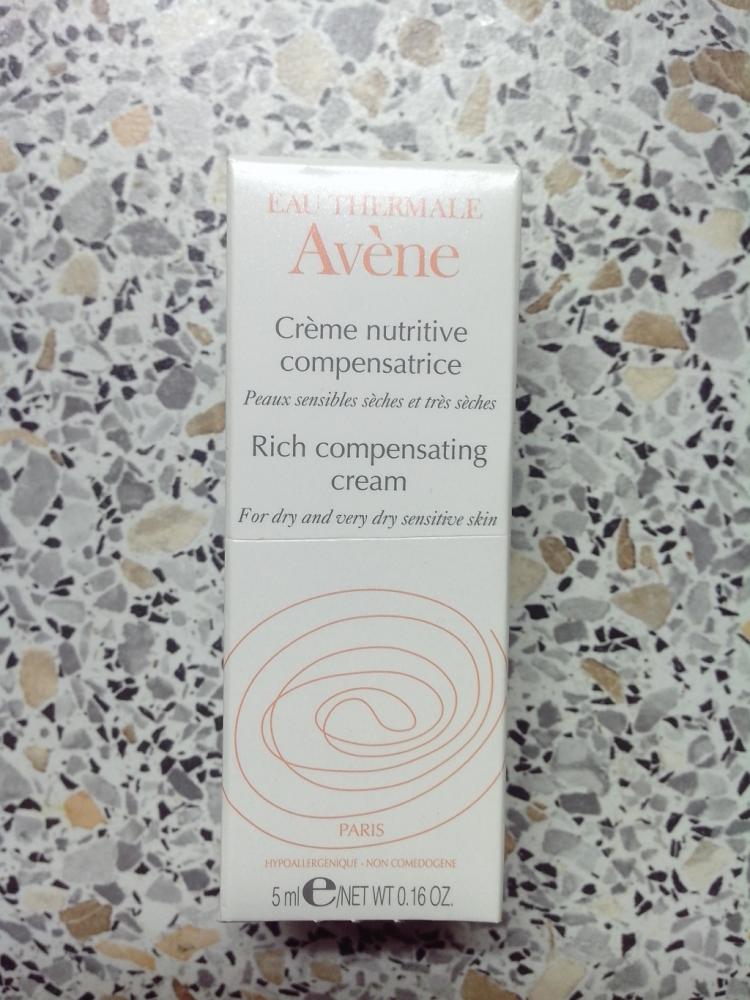 EAU THERMALE
Avène
Crème nutritive
compensatrice
Peaux sensibles sèches et très sèches
Rich compensating
cream
For dry and very dry sensitive skin
PARIS
HYPOALLERGENIQUE - NON COMEDOGENE
5 ml e/NET WT 0.16 OZ.